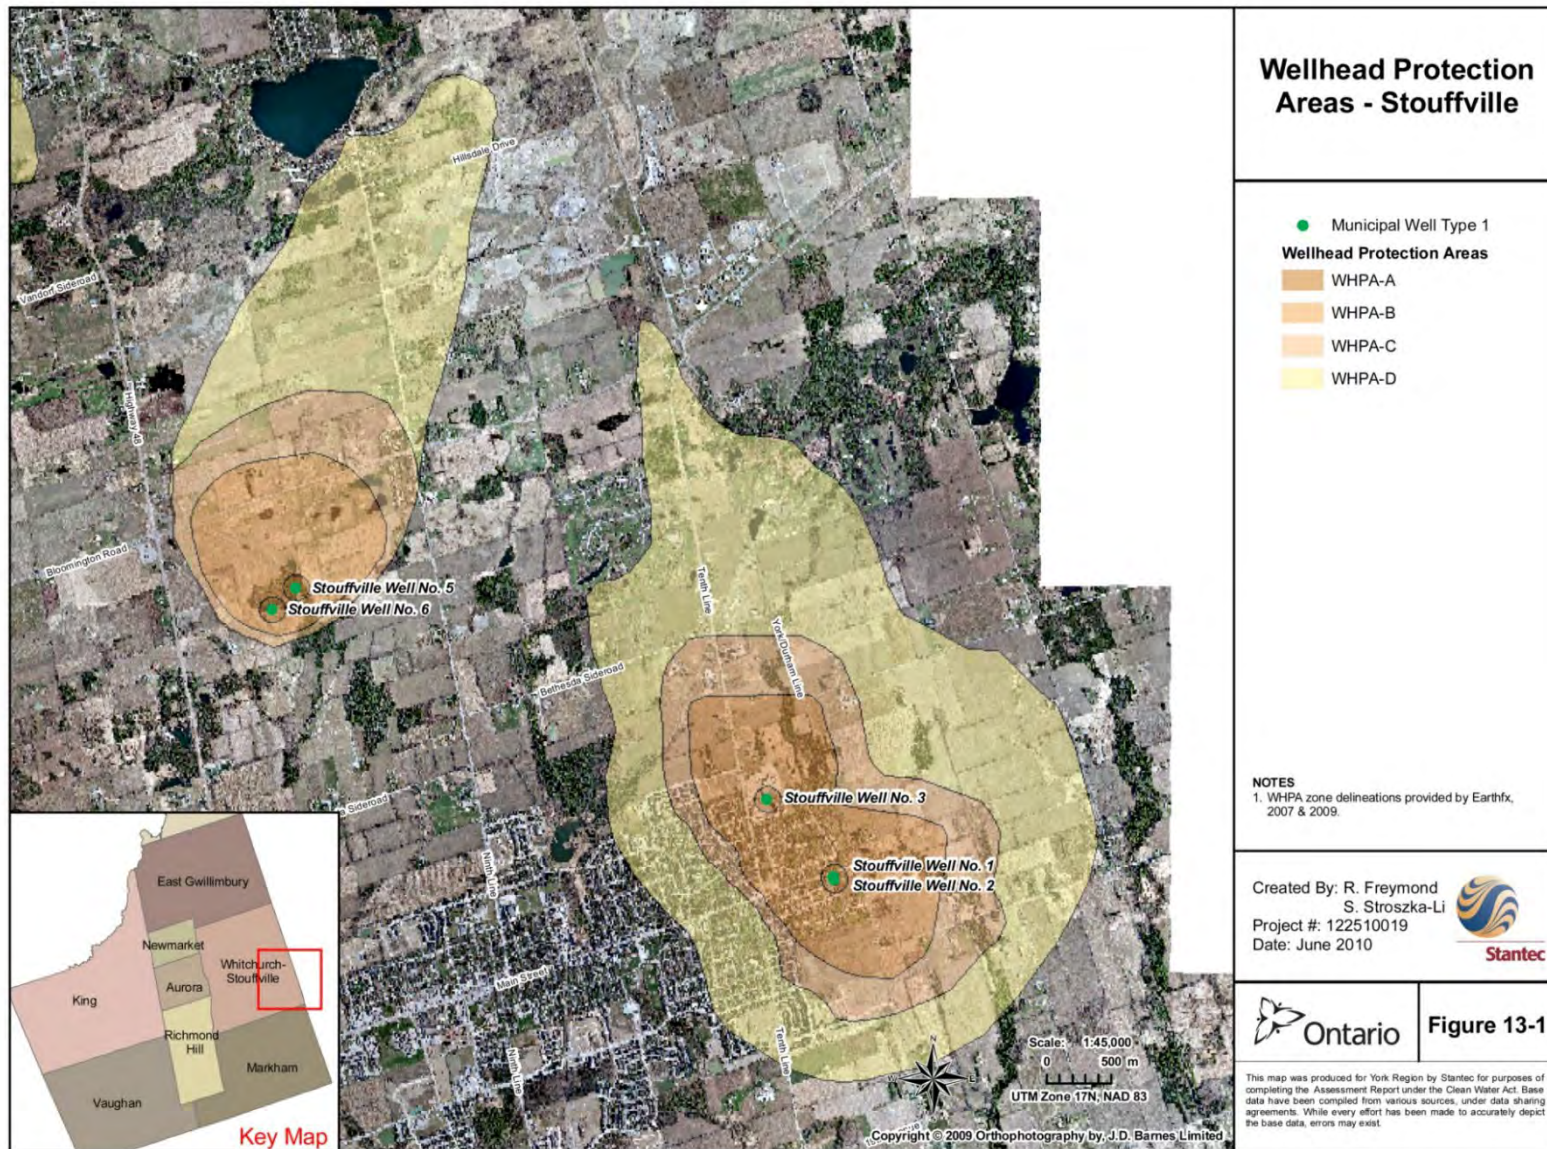 Wellhead Protection
Areas - Stouffville
Municipal Well Type 1
Wellhead Protection Areas
WHPA-A
WHPA-B
WHPA-C
WHPA-D
NOTES
1. WHPA zone delineations provided by Earthfx,
2007 & 2009.
Created By: R. Freymond
S. Stroszka-Li
Project #: 122510019
Date: June 2010
Stantec
Ontario
Figure 13-1
This map was produced for York Region by Stantec for purposes of
completing the Assessment Report under the Clean Water Act. Base
data have been compiled from various sources, under data sharing
agreements. While every effort has been made to accurately depict
the base data, errors may exist.
Hillsdale Drive
Vandorf Sideroad
Highway 48
Bloomington Road
Stouffville Well No. 5
Stouffville Well No. 6
Tenth Line
York/Durham Line
Bethesda Sideroad
Stouffville Well No. 3
Sideroad
Ninth Line
Stouffville Well No. 1
Stouffville Well No. 2
Main Street
Tenth Line
Ninth Line
N
W
E
Scale: 1:45,000
0 500 m
UTM Zone 17N, NAD 83
Copyright © 2009 Orthophotography by, J.D. Barnes Limited
East Gwillimbury
Newmarket
Whitchurch-
Stouffville
King
Aurora
Richmond
Hill
Markham
Vaughan
Key Map